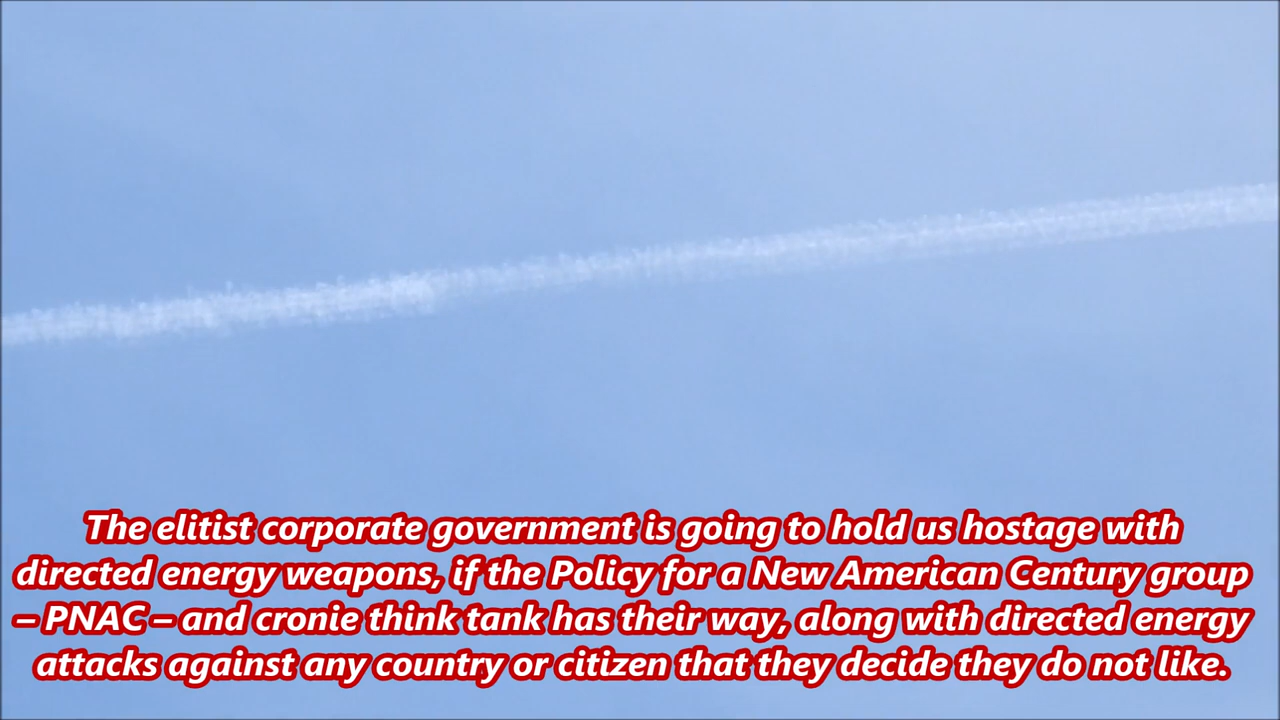 The elitist corporate government is going to hold us hostage with
directed energy weapons, if the Policy for a New American Century group
– PNAC – and cronie think tank has their way, along with directed energy
attacks against any country or citizen that they decide they do not like.